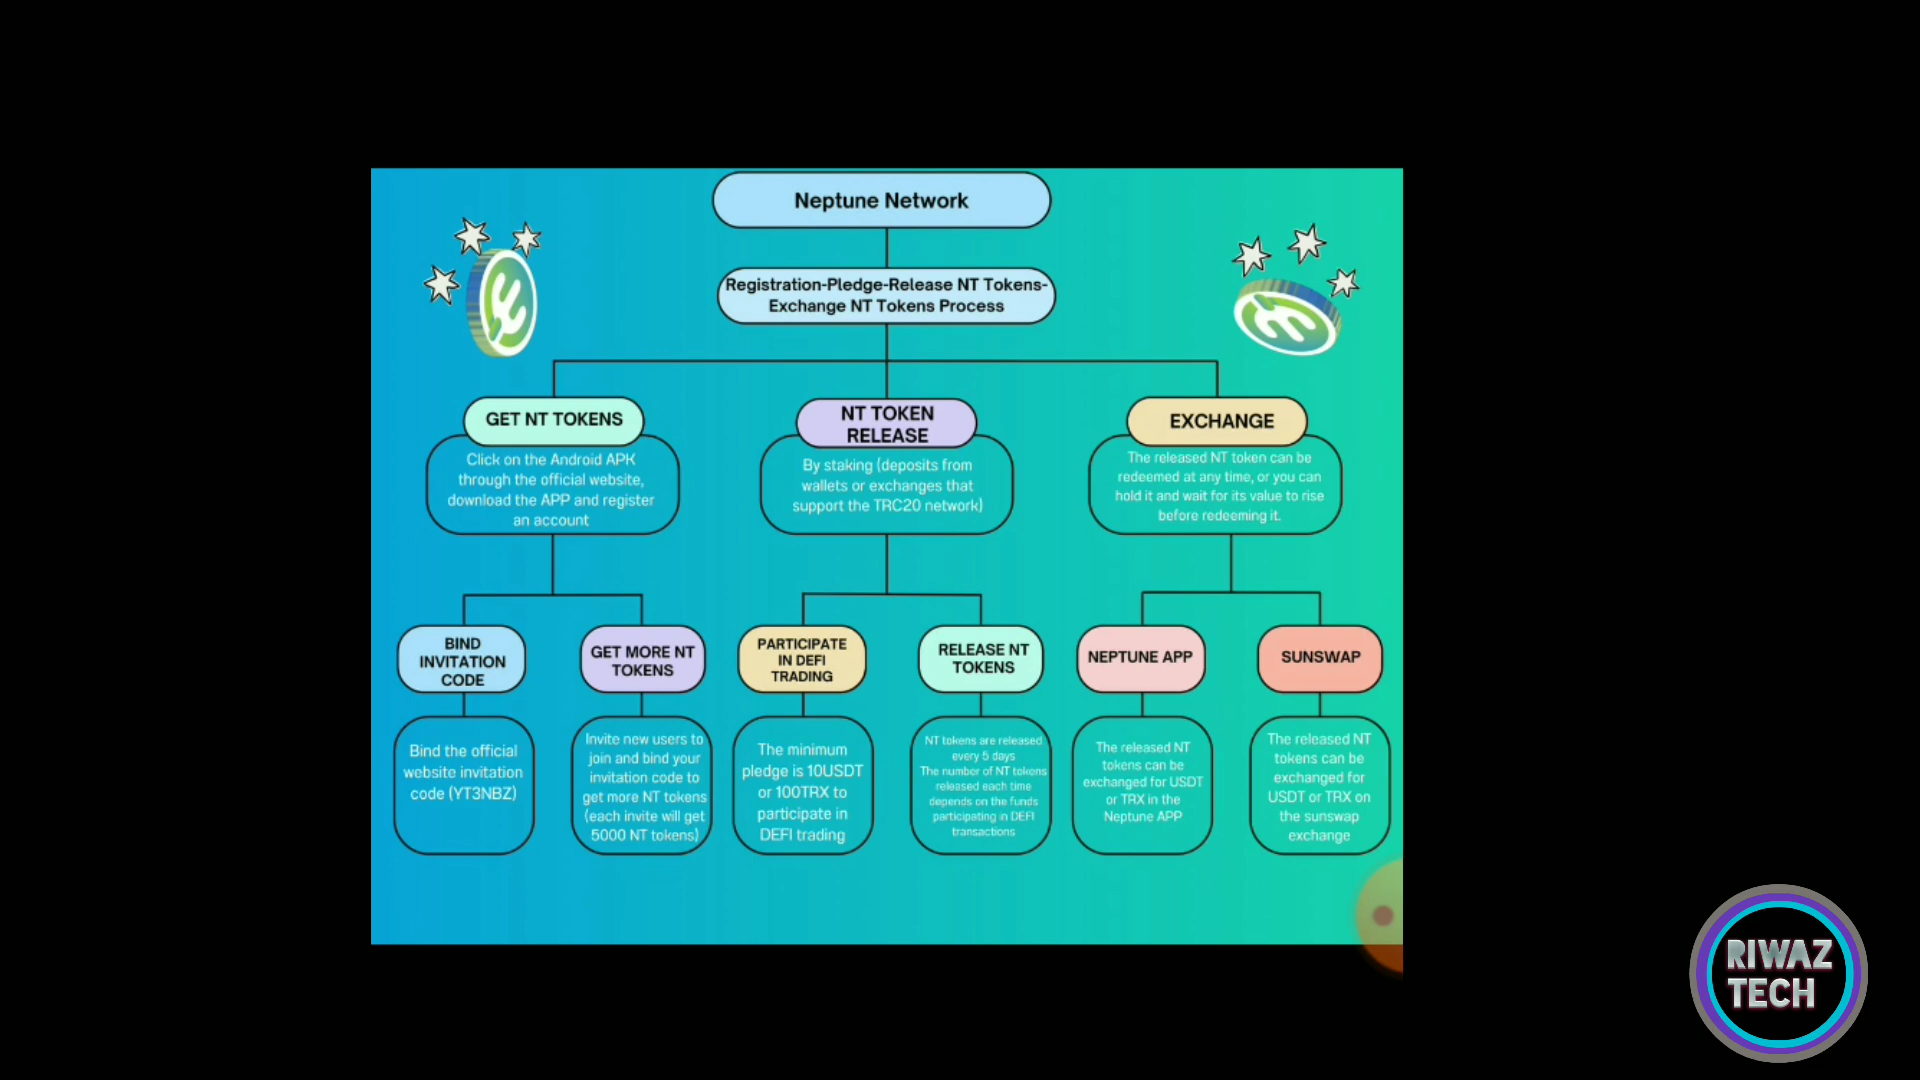 Neptune Network
Registration-Pledge-Release NT Tokens-
Exchange NT Tokens Process
GET NT TOKENS
Click on the Android APK
through the official website,
download the APP and register
an account
NT TOKEN
RELEASE
By staking (deposits from
wallets or exchanges that
support the TRC20 network)
EXCHANGE
The released NT token can be
redeemed at any time, or you can
hold it and wait for its value to rise
before redeeming it.
BIND
INVITATION
CODE
Bind the official
website invitation
code (YT3NBZ)
GET MORE NT
TOKENS
Invite new users to
join and bind your
invitation code to
get more NT tokens
(each invite will get
5000 NT tokens)
PARTICIPATE
IN DEFI
TRADING
The minimum
pledge is 10USDT
or 100TRX to
participate in
DEFI trading
RELEASE NT
TOKENS
NT tokens are released
every 5 days
The number of NT tokens
released each time
depends on the funds
participating in DEFI
transactions
NEPTUNE APP
The released NT
tokens can be
exchanged for USDT
or TRX in the
Neptune APP
SUNSWAP
The released NT
tokens can be
exchanged for
USDT or TRX on
the sunswap
exchange
RIWAZ
TECH